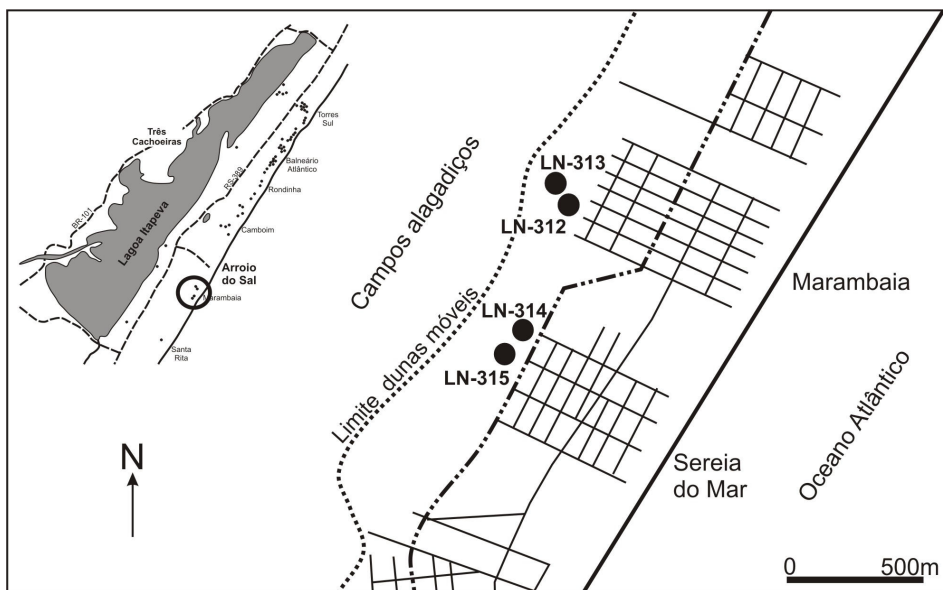 Três
Cachoeiras
BR-101
Lagoa Itapeva
RS-389
Torres
Sul
Balneário
Atlântico
Rondinha
Camboim
Arroio
do Sal
Marambaia
Santa
Rita
N
Campos alagadiços
LN-313
LN-312
Limite dunas móveis
LN-314
LN-315
Marambaia
Sereia
do Mar
Oceano Atlântico
0 500m